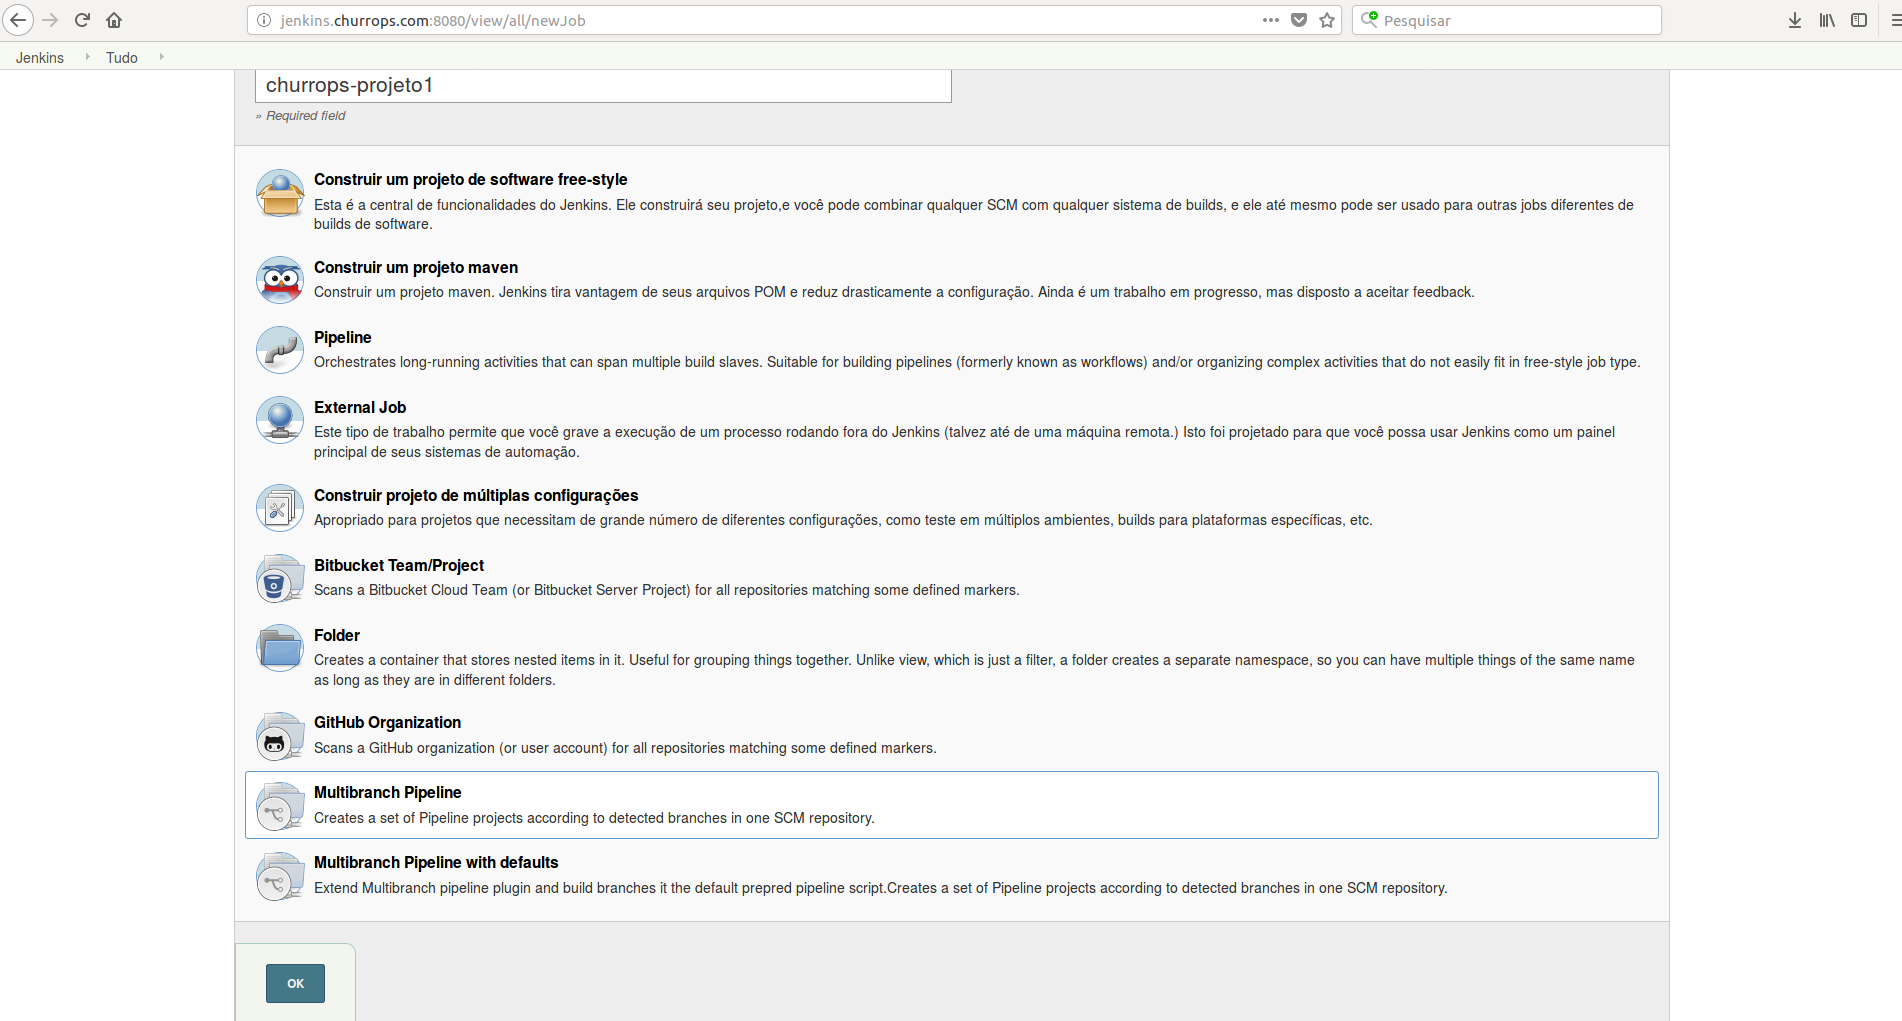 jenkins.churrops.com:8080/view/all/newJob
Pesquisar
Jenkins
Tudo
churrops-projeto1
» Required field
Construir um projeto de software free-style
Esta é a central de funcionalidades do Jenkins. Ele construirá seu projeto,e você pode combinar qualquer SCM com qualquer sistema de builds, e ele até mesmo pode ser usado para outras jobs diferentes de
builds de software.
Construir um projeto maven
Construir um projeto maven. Jenkins tira vantagem de seus arquivos POM e reduz drasticamente a configuração. Ainda é um trabalho em progresso, mas disposto a aceitar feedback.
Pipeline
Orchestrates long-running activities that can span multiple build slaves. Suitable for building pipelines (formerly known as workflows) and/or organizing complex activities that do not easily fit in free-style job type.
External Job
Este tipo de trabalho permite que você grave a execução de um processo rodando fora do Jenkins (talvez até de uma máquina remota.) Isto foi projetado para que você possa usar Jenkins como um painel
principal de seus sistemas de automação.
Construir projeto de múltiplas configurações
Apropriado para projetos que necessitam de grande número de diferentes configurações, como teste em múltiplos ambientes, builds para plataformas específicas, etc.
Bitbucket Team/Project
Scans a Bitbucket Cloud Team (or Bitbucket Server Project) for all repositories matching some defined markers.
Folder
Creates a container that stores nested items in it. Useful for grouping things together. Unlike view, which is just a filter, a folder creates a separate namespace, so you can have multiple things of the same name
as long as they are in different folders.
GitHub Organization
Scans a GitHub organization (or user account) for all repositories matching some defined markers.
Multibranch Pipeline
Creates a set of Pipeline projects according to detected branches in one SCM repository.
Multibranch Pipeline with defaults
Extend Multibranch pipeline plugin and build branches it the default prepred pipeline script.Creates a set of Pipeline projects according to detected branches in one SCM repository.
OK